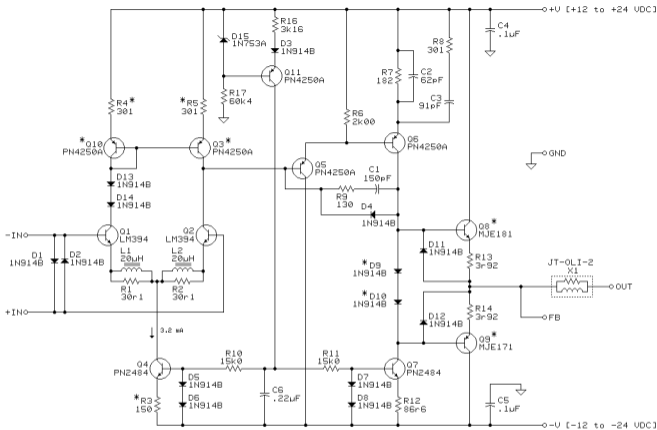 +V [+12 to +24 VDC]
C4
.1uF
R16
3k16
D15
1N753A
D3
1N914B
Q11
PN4250A
R17
60k4
R8
301
R7
182
C2
62pF
C3
91pF
R4*
301
*R5
301
R6
2k00
*Q10
PN4250A
Q3*
PN4250A
Q6
PN4250A
Q5
PN4250A
GND
D13
1N914B
D14
1N914B
C1
150pF
R9
130
D4
1N914B
-IN
Q1
LM394
Q2
LM394
D1
1N914B
D2
1N914B
L1
20uH
L2
20uH
R1
30r1
R2
30r1
+IN
Q8*
MJE181
D11
1N914B
R13
3r92
*D9
1N914B
*D10
1N914B
JT-OLI-2
X1
OUT
R14
3r92
FB
D12
1N914B
Q9*
MJE171
3.2 mA
Q4
PN2484
R10
15k0
R11
15k0
Q7
PN2484
D5
1N914B
D6
1N914B
C6
.22uF
D7
1N914B
D8
1N914B
*R3
150
R12
86r6
C5
.1uF
-V [-12 to -24 VDC]